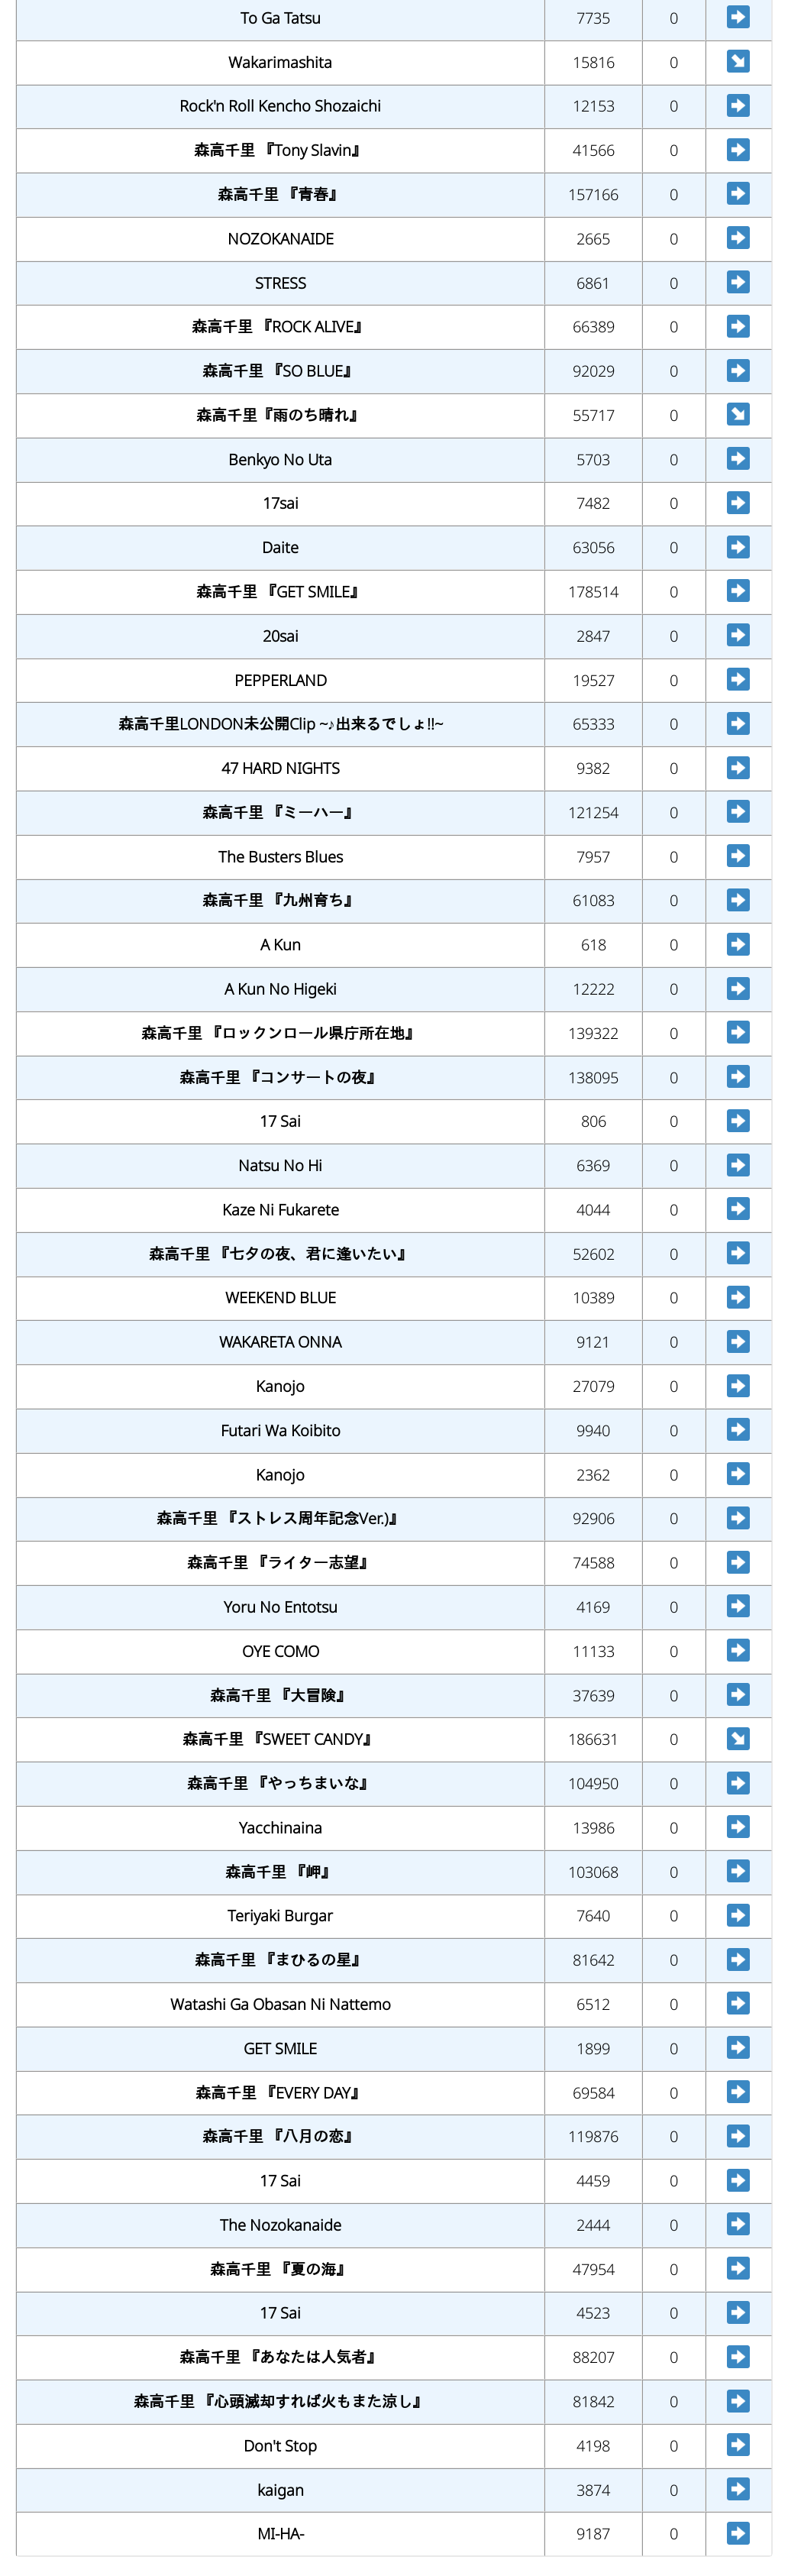 To Ga Tatsu 7735 0
Wakarimashita 15816 0
Rock'n Roll Kencho Shozaichi 12153 0
森高千里 『Tony Slavin』 41566 0
森高千里 『青春』 157166 0
NOZOKANAIDE 2665 0
STRESS 6861 0
森高千里 『ROCK ALIVE』 66389 0
森高千里 『SO BLUE』 92029 0
森高千里『雨のち晴れ』 55717 0
Benkyo No Uta 5703 0
17sai 7482 0
Daite 63056 0
森高千里 『GET SMILE』 178514 0
20sai 2847 0
PEPPERLAND 19527 0
森高千里LONDON未公開Clip ~♪出来るでしょ!!~ 65333 0
47 HARD NIGHTS 9382 0
森高千里 『ミーハー』 121254 0
The Busters Blues 7957 0
森高千里 『九州育ち』 61083 0
A Kun 618 0
A Kun No Higeki 12222 0
森高千里 『ロックンロール県庁所在地』 139322 0
森高千里 『コンサートの夜』 138095 0
17 Sai 806 0
Natsu No Hi 6369 0
Kaze Ni Fukarete 4044 0
森高千里 『七夕の夜、君に逢いたい』 52602 0
WEEKEND BLUE 10389 0
WAKARETA ONNA 9121 0
Kanojo 27079 0
Futari Wa Koibito 9940 0
Kanojo 2362 0
森高千里 『ストレス周年記念Ver.)』 92906 0
森高千里 『ライター志望』 74588 0
Yoru No Entotsu 4169 0
OYE COMO 11133 0
森高千里 『大冒険』 37639 0
森高千里 『SWEET CANDY』 186631 0
森高千里 『やっちまいな』 104950 0
Yacchinaina 13986 0
森高千里 『岬』 103068 0
Teriyaki Burgar 7640 0
森高千里 『まひるの星』 81642 0
Watashi Ga Obasan Ni Nattemo 6512 0
GET SMILE 1899 0
森高千里 『EVERY DAY』 69584 0
森高千里 『八月の恋』 119876 0
17 Sai 4459 0
The Nozokanaide 2444 0
森高千里 『夏の海』 47954 0
17 Sai 4523 0
森高千里 『あなたは人気者』 88207 0
森高千里 『心頭滅却すれば火もまた涼し』 81842 0
Don't Stop 4198 0
kaigan 3874 0
MI-HA- 9187 0